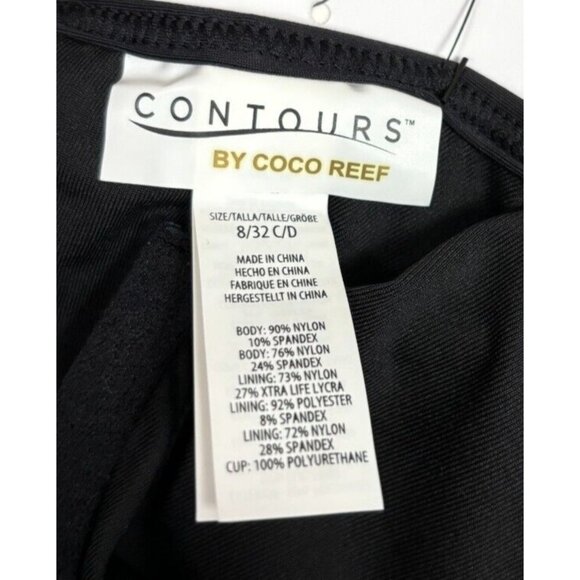 CONTOURS™
BY COCO REEF
SIZE/TALLA/TALLE/GRÖBE
8/32 C/D
MADE IN CHINA
HECHO EN CHINA
FABRIQUE EN CHINE
HERGESTELLT IN CHINA
BODY: 90% NYLON
10% SPANDEX
BODY: 76% NYLON
24% SPANDEX
LINING: 73% NYLON
27% XTRA LIFE LYCRA
LINING: 92% POLYESTER
8% SPANDEX
LINING: 72% NYLON
28% SPANDEX
CUP: 100% POLYURETHANE